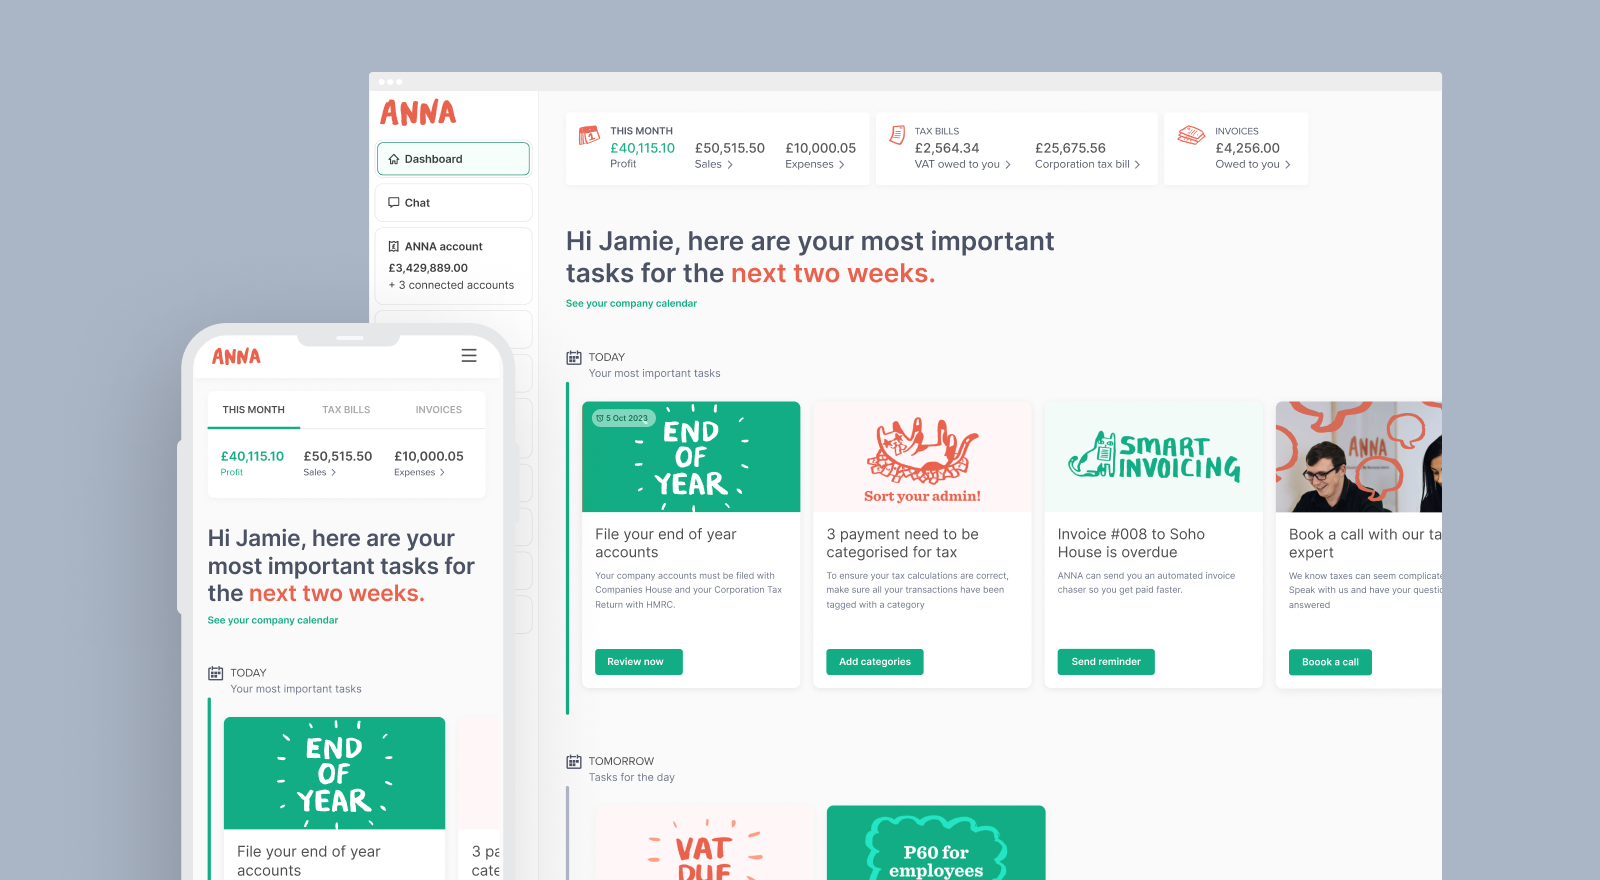 ANNA
Dashboard
Chat
ANNA account
£3,429,889.00
+ 3 connected accounts
THIS MONTH
£40,115.10
Profit
£50,515.50
Sales >
£10,000.05
Expenses >
TAX BILLS
£2,564.34
VAT owed to you >
£25,675.56
Corporation tax bill >
INVOICES
£4,256.00
Owed to you >
Hi Jamie, here are your most important
tasks for the next two weeks.
See your company calendar
TODAY
Your most important tasks
5 Oct 2023
END
OF
YEAR
File your end of year
accounts
Your company accounts must be filed with
Companies House and your Corporation Tax
Return with HMRC.
Review now
Sort your admin!
3 payment need to be
categorised for tax
To ensure your tax calculations are correct,
make sure all your transactions have been
tagged with a category
Add categories
SMART
INVOICING
Invoice #008 to Soho
House is overdue
ANNA can send you an automated invoice
chaser so you get paid faster.
Send reminder
ANNA
Book a call with our ta
expert
We know taxes can seem complicate
Speak with us and have your questio
answered
Boook a call
TOMORROW
Tasks for the day
VAT
DUE
P60 for
employees
ANNA
THIS MONTH
TAX BILLS
INVOICES
£40,115.10
Profit
£50,515.50
Sales >
£10,000.05
Expenses >
Hi Jamie, here are your
most important tasks for
the next two weeks.
See your company calendar
TODAY
Your most important tasks
END
OF
YEAR
File your end of year
accounts
3 pa
cate